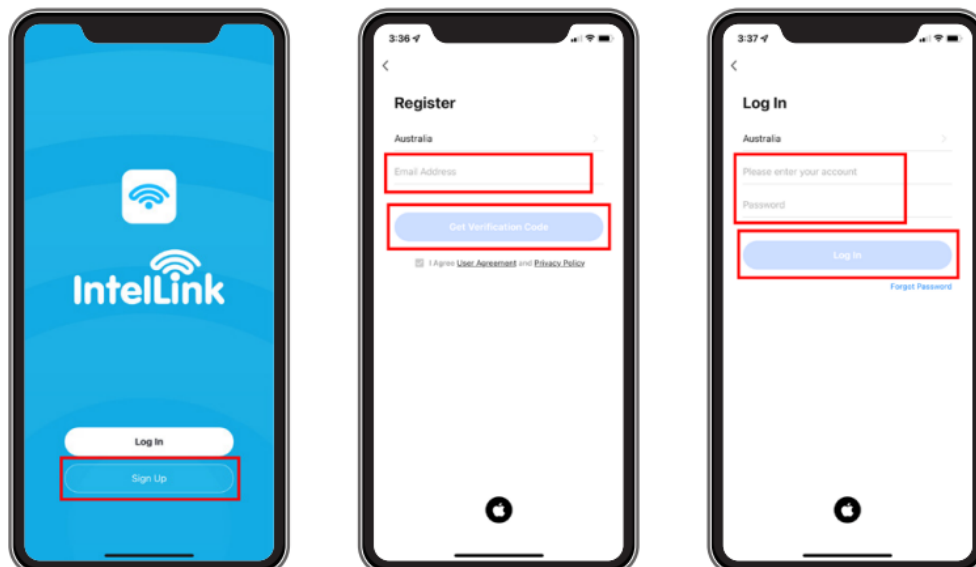 IntelLink
Log In
Sign Up
3:36
Register
Australia
Email Address
Get Verification Code
I Agree User Agreement and Privacy Policy
3:37
Log In
Australia
Please enter your account
Password
Log In
Forgot Password